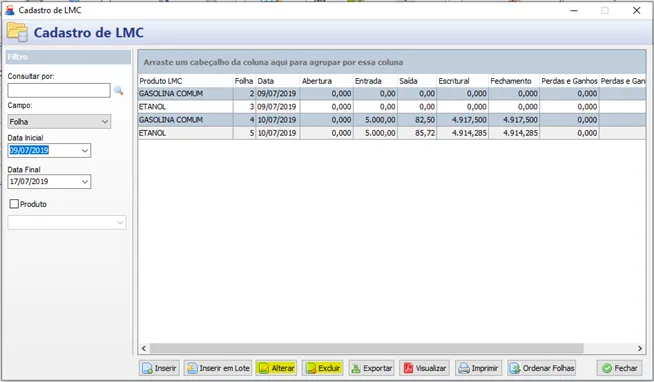 Cadastro de LMC
Cadastro de LMC
Filtro
Consultar por:
Campo:
Folha
Data Inicial
09/07/2019
Data Final
17/07/2019
Produto
Arraste um cabeçalho da coluna aqui para agrupar por essa coluna
Produto LMC Folha Data Abertura Entrada Saída Escritural Fechamento Perdas e Ganhos Perdas e Gan
GASOLINA COMUM 2 09/07/2019 0,000 0,00 0,00 0,000 0,000 0,000
ETANOL 3 09/07/2019 0,000 0,00 0,00 0,000 0,000 0,000
GASOLINA COMUM 4 10/07/2019 0,000 5.000,00 82,50 4.917,500 4.917,500 0,000
ETANOL 5 10/07/2019 0,000 5.000,00 85,72 4.914,285 4.914,285 0,000
Inserir Inserir em Lote Alterar Excluir Exportar Visualizar Imprimir Ordenar Folhas Fechar